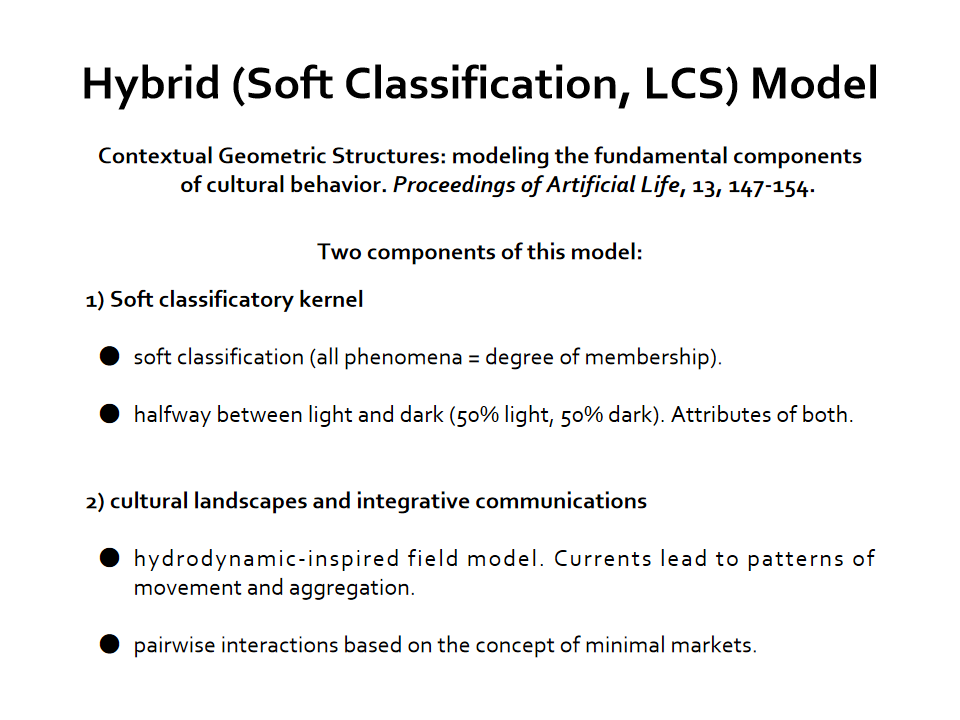 Hybrid (Soft Classification, LCS) Model
Contextual Geometric Structures: modeling the fundamental components
of cultural behavior. Proceedings of Artificial Life, 13, 147-154.
Two components of this model:
1) Soft classificatory kernel
● soft classification (all phenomena = degree of membership).
● halfway between light and dark (50% light, 50% dark). Attributes of both.
2) cultural landscapes and integrative communications
● hydrodynamic-inspired field model. Currents lead to patterns of
movement and aggregation.
● pairwise interactions based on the concept of minimal markets.